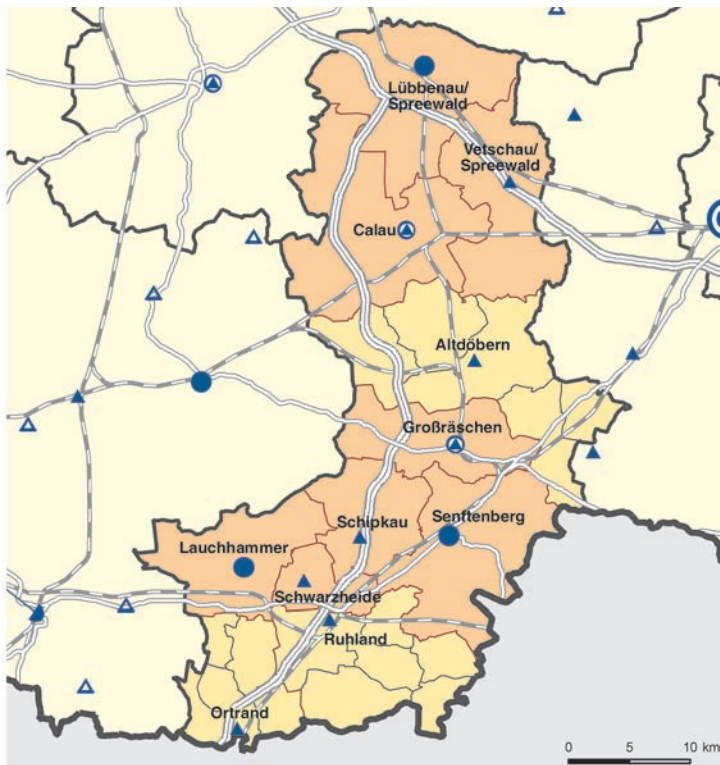 Lübbenau/
Spreewald
Vetschau/
Spreewald
Calau
Altdöbern
Großräschen
Schipkau
Senftenberg
Lauchhammer
Schwarzheide
Ruhland
Ortrand
0 5 10 km